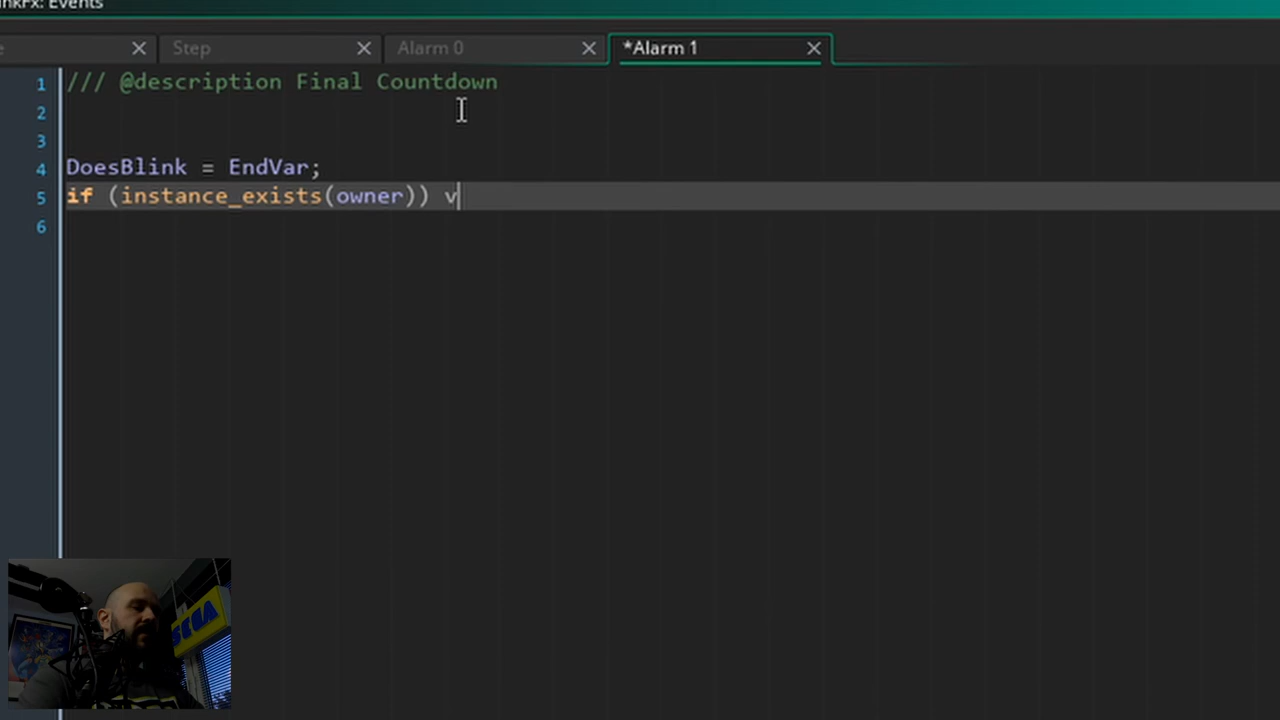 Events
Step
Alarm 0
*Alarm 1
1 /// @description Final Countdown
2
3
4 DoesBlink = EndVar;
5 if (instance_exists(owner)) v
6
SEGA